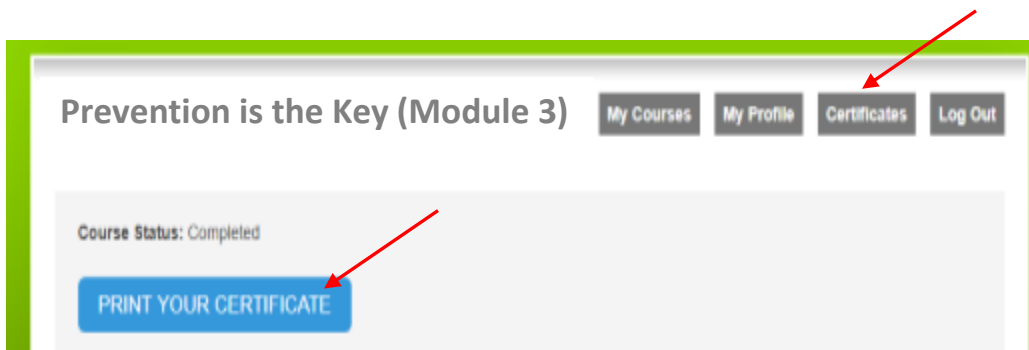 Prevention is the Key (Module 3) My Courses My Profile Certificates Log Out
Course Status: Completed
PRINT YOUR CERTIFICATE